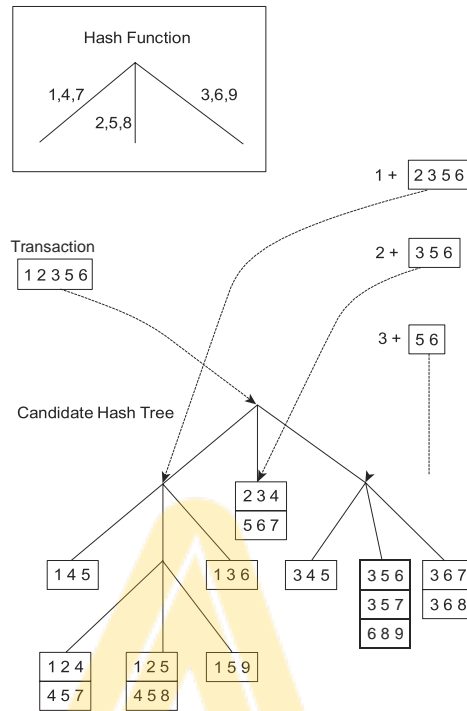 Hash Function
1,4,7
3,6,9
2,5,8
1 + 2 3 5 6
Transaction
1 2 3 5 6
2 + 3 5 6
3 + 5 6
Candidate Hash Tree
2 3 4
5 6 7
1 4 5
1 3 6
3 4 5
3 5 6
3 6 7
3 5 7
3 6 8
6 8 9
1 2 4
1 2 5
1 5 9
4 5 7
4 5 8